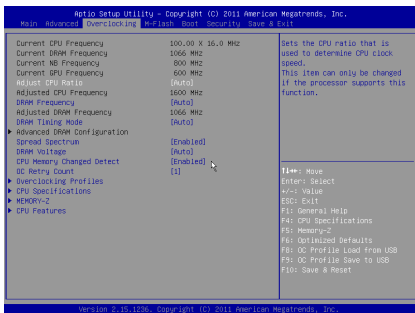 Aptio Setup Utility – Copyright (C) 2011 American Megatrends, Inc.
Main Advanced Overclocking M-Flash Boot Security Save & Exit
Current CPU Frequency 100.00 X 16.0 MHz
Current DRAM Frequency 1066 MHz
Current NB Frequency 800 MHz
Current GPU Frequency 600 MHz
Adjust CPU Ratio [Auto]
Adjusted CPU Frequency 1600 MHz
DRAM Frequency [Auto]
Adjusted DRAM Frequency 1066 MHz
DRAM Timing Mode [Auto]
Advanced DRAM Configuration
Spread Spectrum [Enabled]
DRAM Voltage [Auto]
CPU Memory Changed Detect [Enabled]
OC Retry Count [1]
Overclocking Profiles
CPU Specifications
MEMORY-Z
CPU Features
Sets the CPU ratio that is
used to determine CPU clock
speed.
This item can only be changed
if the processor supports this
function.
↑↓←→: Move
Enter: Select
+/-: Value
ESC: Exit
F1: General Help
F4: CPU Specifications
F5: Memory-Z
F6: Optimized Defaults
F8: OC Profile Load from USB
F9: OC Profile Save to USB
F10: Save & Reset
Version 2.15.1236. Copyright (C) 2011 American Megatrends, Inc.